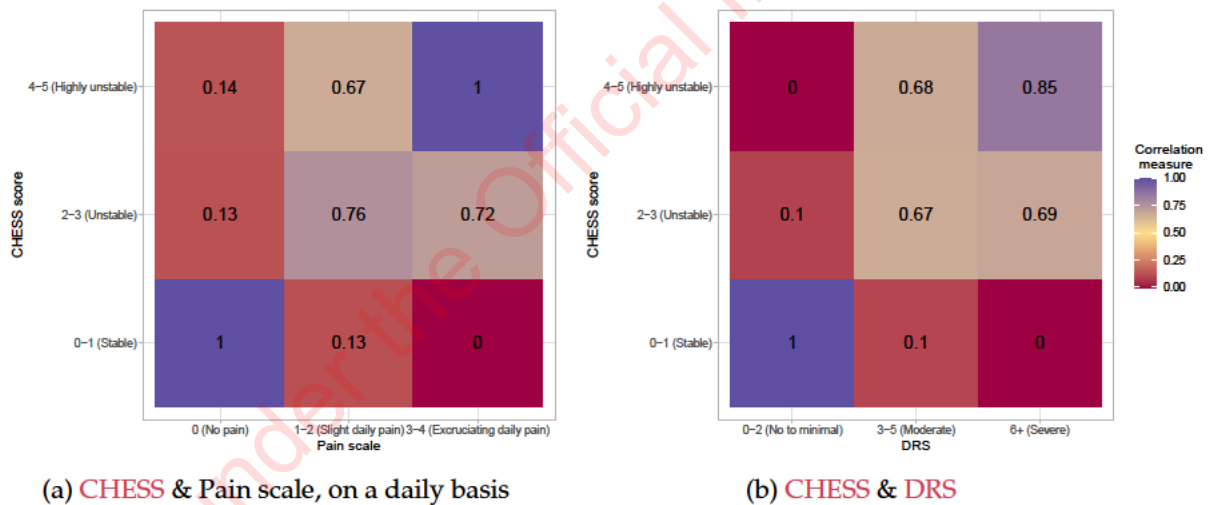 4−5 (Highly unstable)
0.14
0.67
1
2−3 (Unstable)
0.13
0.76
0.72
0−1 (Stable)
1
0.13
0
CHESS score
0 (No pain)
1−2 (Slight daily pain)
3−4 (Excruciating daily pain)
Pain scale
4−5 (Highly unstable)
0
0.68
0.85
2−3 (Unstable)
0.1
0.67
0.69
0−1 (Stable)
1
0.1
0
CHESS score
0−2 (No to minimal)
3−5 (Moderate)
6+ (Severe)
DRS
Correlation
measure
1.00
0.75
0.50
0.25
0.00
(a) CHESS & Pain scale, on a daily basis
(b) CHESS & DRS
under the Official